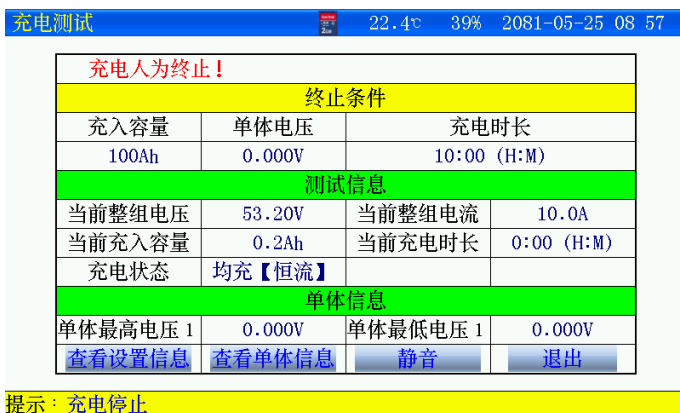 充电测试 22.4℃ 39% 2081-05-25 08 57
充电人为终止！
终止条件
充入容量 单体电压 充电时长
100Ah 0.000V 10:00 (H:M)
测试信息
当前整组电压 53.20V 当前整组电流 10.0A
当前充入容量 0.2Ah 当前充电时长 0:00 (H:M)
充电状态 均充【恒流】
单体信息
单体最高电压 1 0.000V 单体最低电压 1 0.000V
查看设置信息 查看单体信息 静音 退出
提示：充电停止